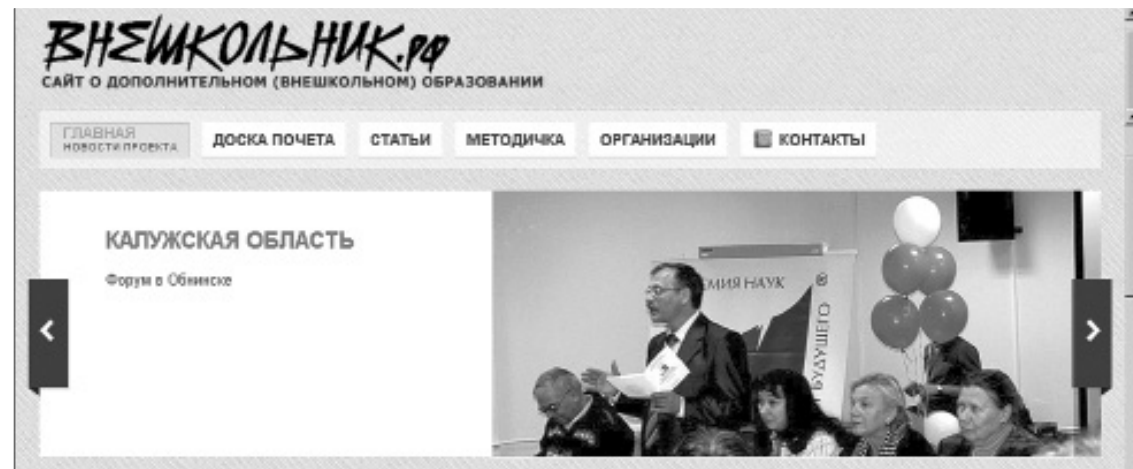 ВНЕШКОЛЬНИК.РФ
САЙТ О ДОПОЛНИТЕЛЬНОМ (ВНЕШКОЛЬНОМ) ОБРАЗОВАНИИ
ГЛАВНАЯ
НОВОСТИ ПРОЕКТА
ДОСКА ПОЧЕТА
СТАТЬИ
МЕТОДИЧКА
ОРГАНИЗАЦИИ
КОНТАКТЫ
КАЛУЖСКАЯ ОБЛАСТЬ
Форум в Обнинске
ЕМИЯ НАУК
БУДУЩЕГО